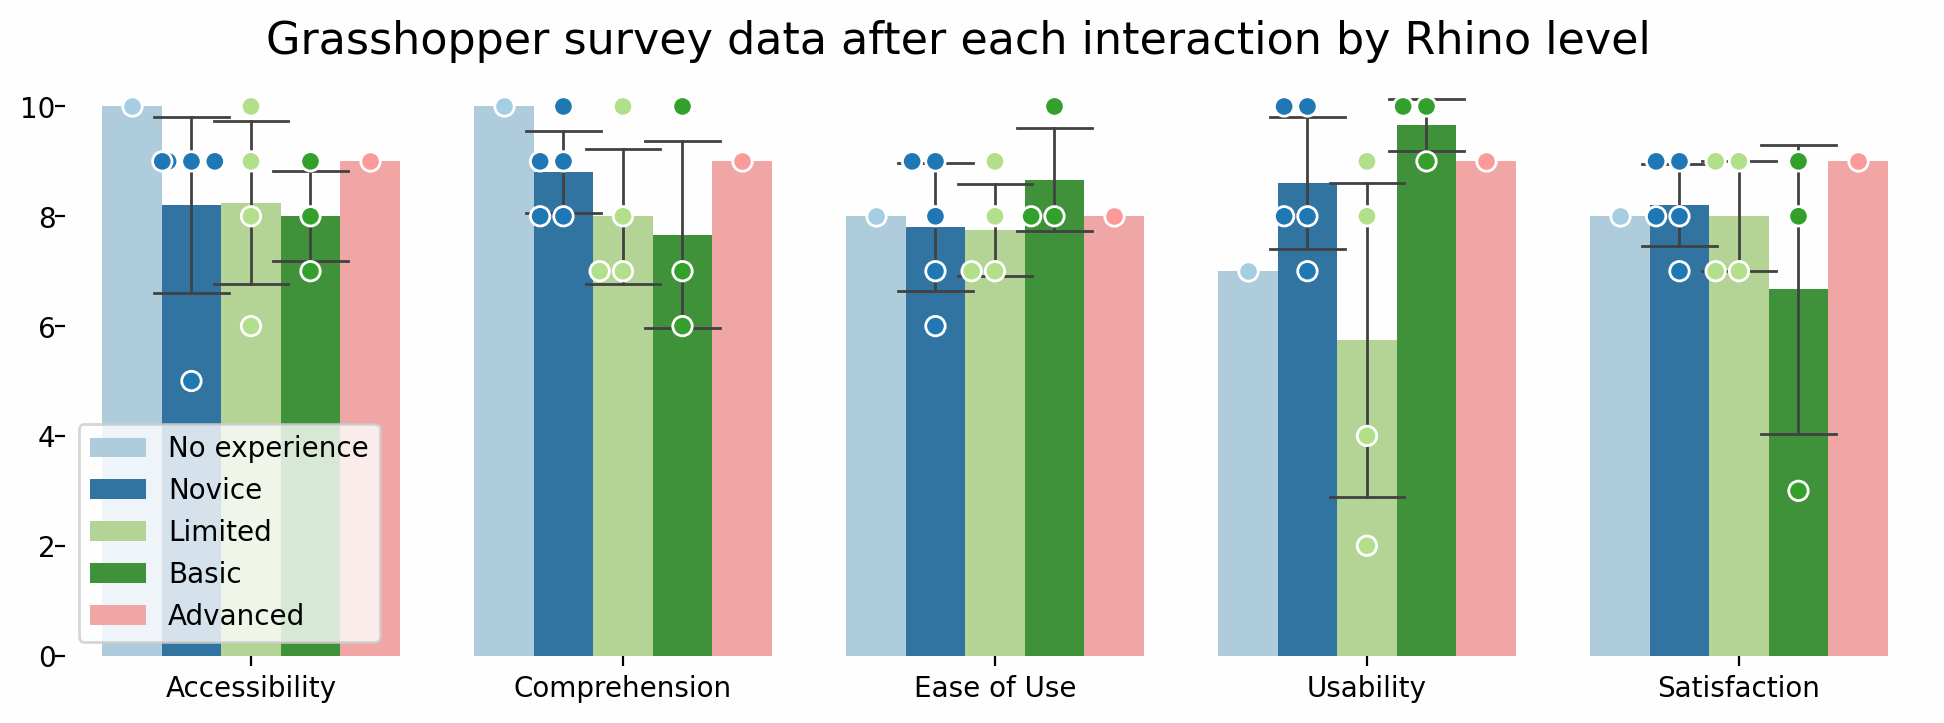 Grasshopper survey data after each interaction by Rhino level
10
8
6
4
2
0
No experience
Novice
Limited
Basic
Advanced
Accessibility Comprehension Ease of Use Usability Satisfaction